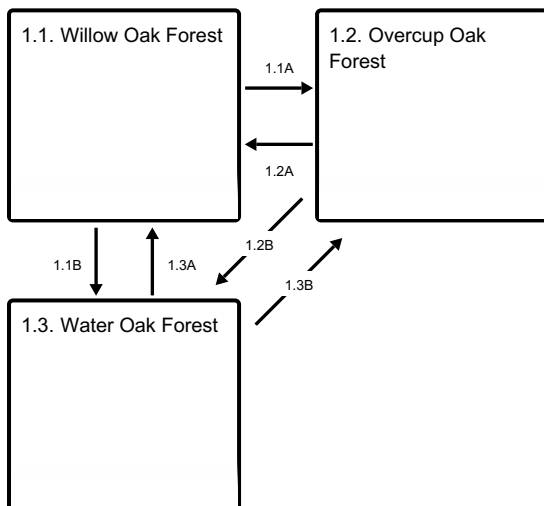 1.1. Willow Oak Forest
1.2. Overcup Oak
Forest
1.1A
1.2A
1.2B
1.1B
1.3A
1.3B
1.3. Water Oak Forest